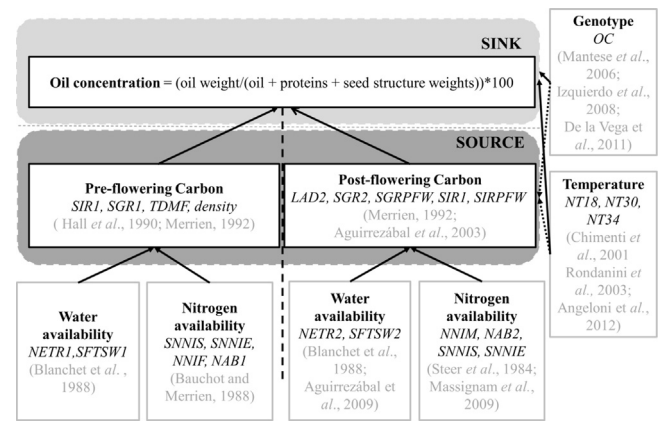 SINK
Oil concentration = (oil weight/(oil + proteins + seed structure weights))*100
Genotype
OC
(Mantese et al.,
2006;
Izquierdo et al.,
2008;
De la Vega et
al., 2011)
SOURCE
Pre-flowering Carbon
SIR1, SGR1, TDMF, density
( Hall et al., 1990; Merrien, 1992)
Post-flowering Carbon
LAD2, SGR2, SGRPFW, SIR1, SIRPFW
(Merrien, 1992;
Aguirrezábal et al., 2003)
Temperature
NT18, NT30,
NT34
(Chimenti et
al., 2001
Rondanini et
al., 2003;
Angeloni et al.,
2012)
Water
availability
NETR1,SFTSW1
(Blanchet et al. ,
1988)
Nitrogen
availability
SNNIS, SNNIE,
NNIF, NAB1
(Bauchot and
Merrien, 1988)
Water
availability
NETR2, SFTSW2
(Blanchet et al.,
1988;
Aguirrezábal et
al., 2009)
Nitrogen
availability
NNIM, NAB2,
SNNIS, SNNIE
(Steer et al., 1984;
Massignam et al.,
2009)